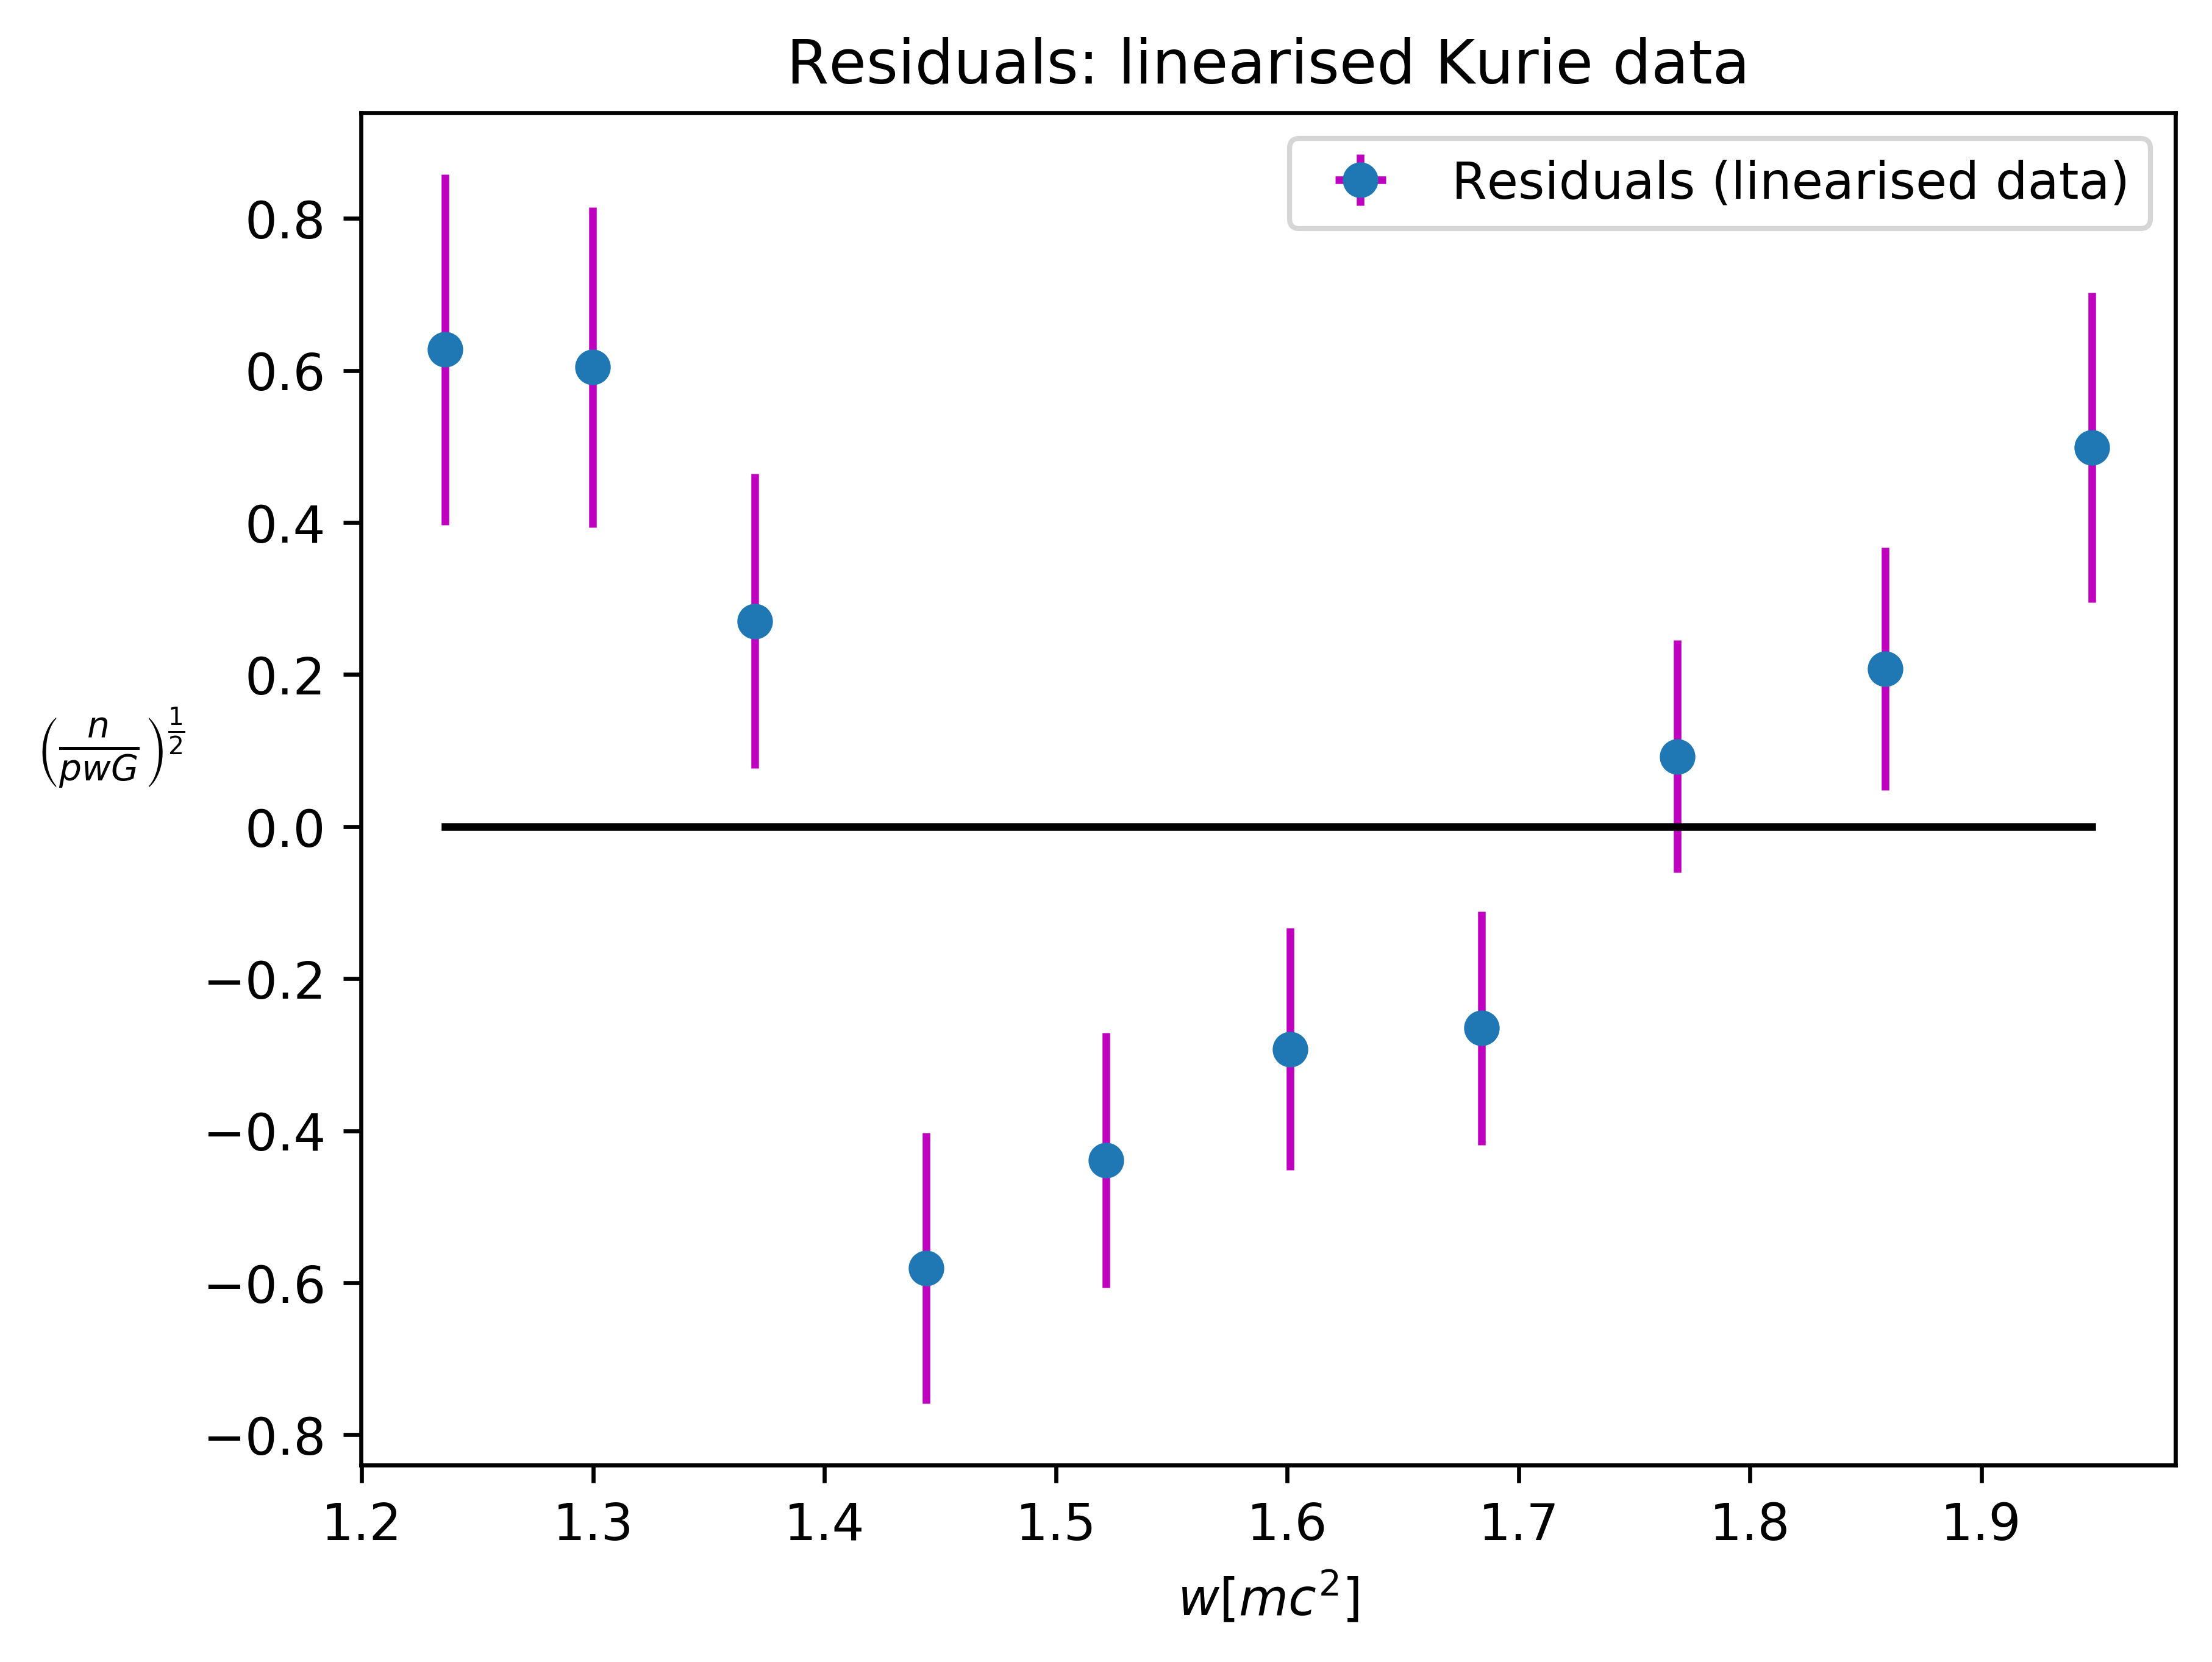 Residuals: linearised Kurie data
Residuals (linearised data)
0.8
0.6
0.4
0.2
0.0
−0.2
−0.4
−0.6
−0.8
(n/pwG)^1/2
1.2 1.3 1.4 1.5 1.6 1.7 1.8 1.9
w[mc²]